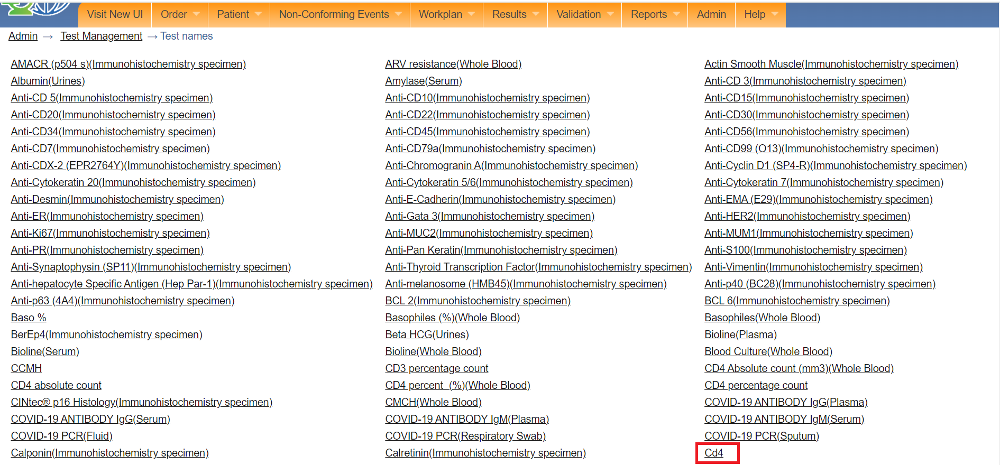 Visit New UI Order Patient Non-Conforming Events Workplan Results Validation Reports Admin Help
Admin → Test Management → Test names
AMACR (p504 s)(Immunohistochemistry specimen) ARV resistance(Whole Blood) Actin Smooth Muscle(Immunohistochemistry specimen)
Albumin(Urines) Amylase(Serum) Anti-CD 3(Immunohistochemistry specimen)
Anti-CD 5(Immunohistochemistry specimen) Anti-CD10(Immunohistochemistry specimen) Anti-CD15(Immunohistochemistry specimen)
Anti-CD20(Immunohistochemistry specimen) Anti-CD22(Immunohistochemistry specimen) Anti-CD30(Immunohistochemistry specimen)
Anti-CD34(Immunohistochemistry specimen) Anti-CD45(Immunohistochemistry specimen) Anti-CD56(Immunohistochemistry specimen)
Anti-CD7(Immunohistochemistry specimen) Anti-CD79a(Immunohistochemistry specimen) Anti-CD99 (O13)(Immunohistochemistry specimen)
Anti-CDX-2 (EPR2764Y)(Immunohistochemistry specimen) Anti-Chromogranin A(Immunohistochemistry specimen) Anti-Cyclin D1 (SP4-R)(Immunohistochemistry specimen)
Anti-Cytokeratin 20(Immunohistochemistry specimen) Anti-Cytokeratin 5/6(Immunohistochemistry specimen) Anti-Cytokeratin 7(Immunohistochemistry specimen)
Anti-Desmin(Immunohistochemistry specimen) Anti-E-Cadherin(Immunohistochemistry specimen) Anti-EMA (E29)(Immunohistochemistry specimen)
Anti-ER(Immunohistochemistry specimen) Anti-Gata 3(Immunohistochemistry specimen) Anti-HER2(Immunohistochemistry specimen)
Anti-Ki67(Immunohistochemistry specimen) Anti-MUC2(Immunohistochemistry specimen) Anti-MUM1(Immunohistochemistry specimen)
Anti-PR(Immunohistochemistry specimen) Anti-Pan Keratin(Immunohistochemistry specimen) Anti-S100(Immunohistochemistry specimen)
Anti-Synaptophysin (SP11)(Immunohistochemistry specimen) Anti-Thyroid Transcription Factor(Immunohistochemistry specimen) Anti-Vimentin(Immunohistochemistry specimen)
Anti-hepatocyte Specific Antigen (Hep Par-1)(Immunohistochemistry specimen) Anti-melanosome (HMB45)(Immunohistochemistry specimen) Anti-p40 (BC28)(Immunohistochemistry specimen)
Anti-p63 (4A4)(Immunohistochemistry specimen) BCL 2(Immunohistochemistry specimen) BCL 6(Immunohistochemistry specimen)
Baso % Basophiles (%)(Whole Blood) Basophiles(Whole Blood)
BerEp4(Immunohistochemistry specimen) Beta HCG(Urines) Bioline(Plasma)
Bioline(Serum) Bioline(Whole Blood) Blood Culture(Whole Blood)
CCMH CD3 percentage count CD4 Absolute count (mm3)(Whole Blood)
CD4 absolute count CD4 percent (%)(Whole Blood) CD4 percentage count
CINtec® p16 Histology(Immunohistochemistry specimen) CMCH(Whole Blood) COVID-19 ANTIBODY IgG(Plasma)
COVID-19 ANTIBODY IgG(Serum) COVID-19 ANTIBODY IgM(Plasma) COVID-19 ANTIBODY IgM(Serum)
COVID-19 PCR(Fluid) COVID-19 PCR(Respiratory Swab) COVID-19 PCR(Sputum)
Calponin(Immunohistochemistry specimen) Calretinin(Immunohistochemistry specimen) Cd4